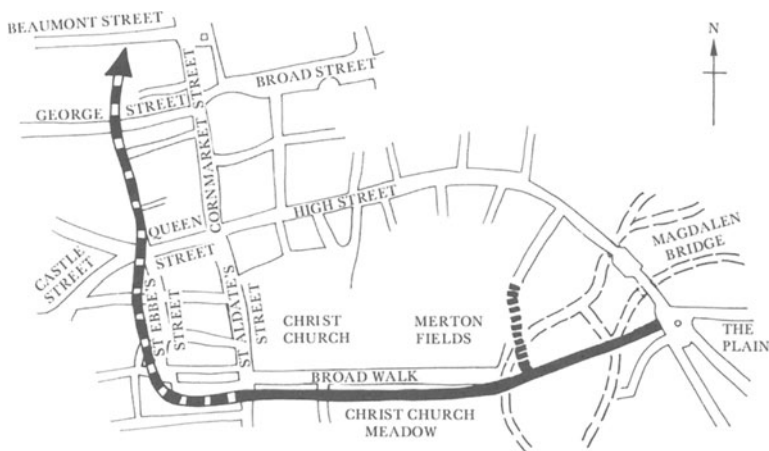 BEAUMONT STREET
N
BROAD STREET
GEORGE STREET
CORNMARKET STREET
HIGH STREET
QUEEN STREET
MAGDALEN
BRIDGE
CASTLE
STREET
ST EBBE'S
STREET
ST ALDATE'S
STREET
CHRIST
CHURCH
MERTON
FIELDS
THE
PLAIN
BROAD WALK
CHRIST CHURCH
MEADOW